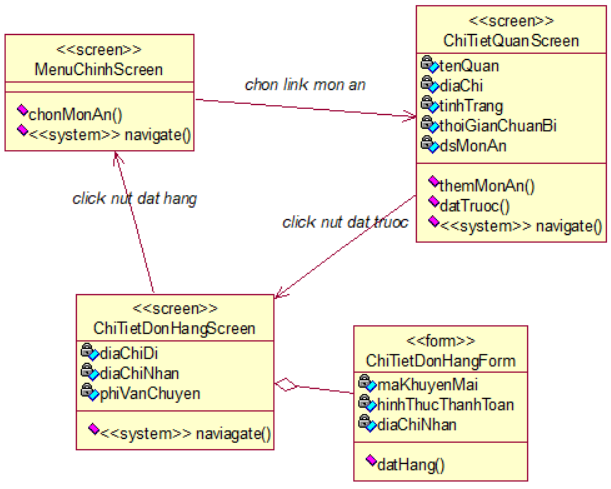 <<screen>>
MenuChinhScreen
chonMonAn()
<<system>> navigate()
chon link mon an
<<screen>>
ChiTietQuanScreen
tenQuan
diaChi
tinhTrang
thoiGianChuanBi
dsMonAn
themMonAn()
datTruoc()
<<system>> navigate()
click nut dat hang
click nut dat truoc
<<screen>>
ChiTietDonHangScreen
diaChiDi
diaChiNhan
phiVanChuyen
<<system>> naviagate()
<<form>>
ChiTietDonHangForm
maKhuyenMai
hinhThucThanhToan
diaChiNhan
datHang()